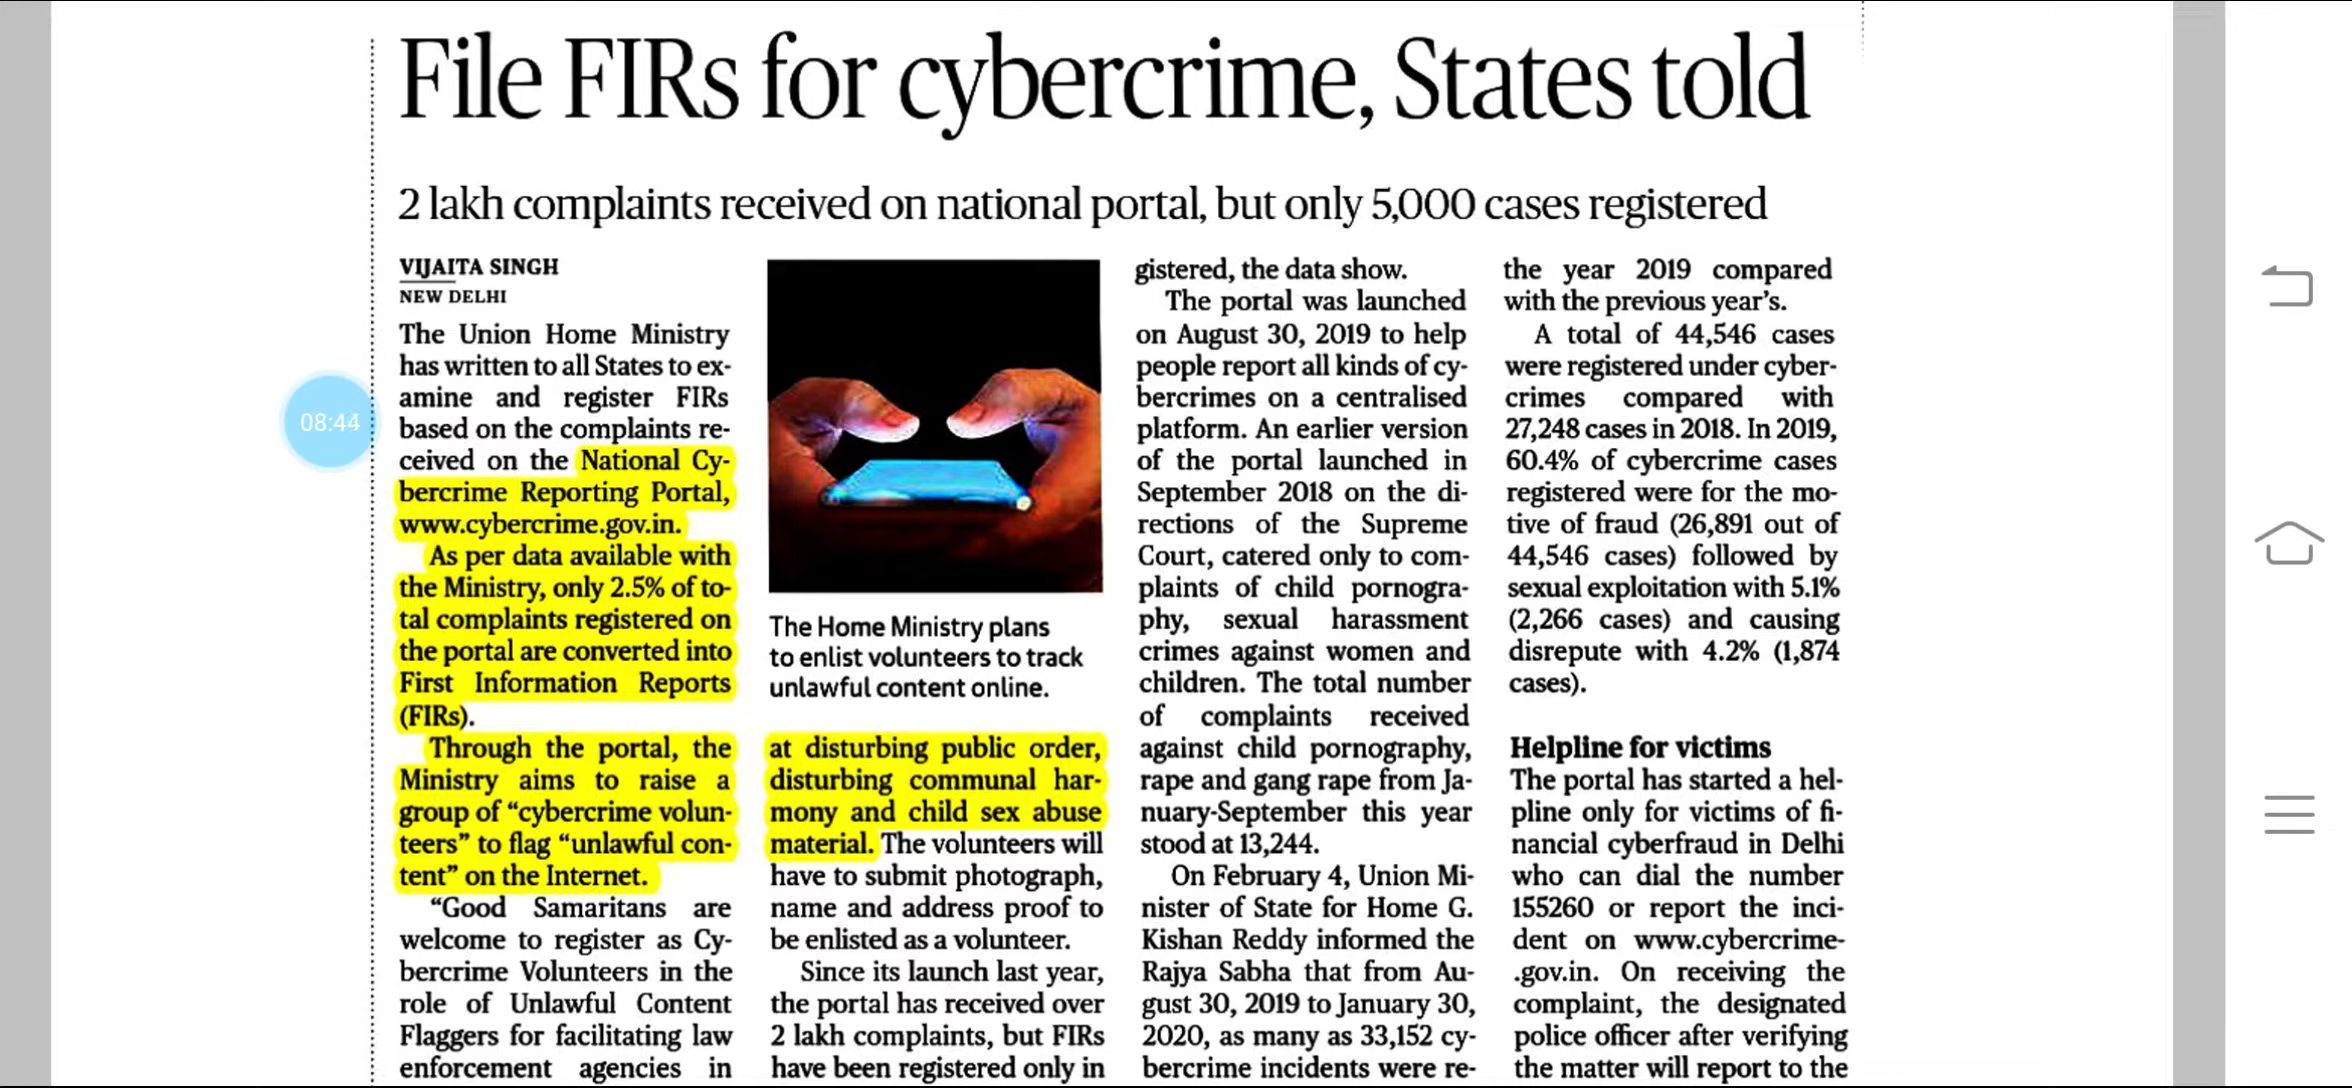 File FIRs for cybercrime, States told
2 lakh complaints received on national portal, but only 5,000 cases registered
VIJAITA SINGH
NEW DELHI
The Union Home Ministry
has written to all States to ex-
amine and register FIRs
based on the complaints re-
ceived on the National Cy-
bercrime Reporting Portal,
www.cybercrime.gov.in.
As per data available with
the Ministry, only 2.5% of to-
tal complaints registered on
the portal are converted into
First Information Reports
(FIRs).
Through the portal, the
Ministry aims to raise a
group of “cybercrime volun-
teers” to flag “unlawful con-
tent” on the Internet.
“Good Samaritans are
welcome to register as Cy-
bercrime Volunteers in the
role of Unlawful Content
Flaggers for facilitating law
enforcement agencies in
The Home Ministry plans
to enlist volunteers to track
unlawful content online.
at disturbing public order,
disturbing communal har-
mony and child sex abuse
material. The volunteers will
have to submit photograph,
name and address proof to
be enlisted as a volunteer.
Since its launch last year,
the portal has received over
2 lakh complaints, but FIRs
have been registered only in
gistered, the data show.
The portal was launched
on August 30, 2019 to help
people report all kinds of cy-
bercrimes on a centralised
platform. An earlier version
of the portal launched in
September 2018 on the di-
rections of the Supreme
Court, catered only to com-
plaints of child pornogra-
phy, sexual harassment
crimes against women and
children. The total number
of complaints received
against child pornography,
rape and gang rape from Ja-
nuary-September this year
stood at 13,244.
On February 4, Union Mi-
nister of State for Home G.
Kishan Reddy informed the
Rajya Sabha that from Au-
gust 30, 2019 to January 30,
2020, as many as 33,152 cy-
bercrime incidents were re-
the year 2019 compared
with the previous year’s.
A total of 44,546 cases
were registered under cyber-
crimes compared with
27,248 cases in 2018. In 2019,
60.4% of cybercrime cases
registered were for the mo-
tive of fraud (26,891 out of
44,546 cases) followed by
sexual exploitation with 5.1%
(2,266 cases) and causing
disrepute with 4.2% (1,874
cases).
Helpline for victims
The portal has started a hel-
pline only for victims of fi-
nancial cyberfraud in Delhi
who can dial the number
155260 or report the inci-
dent on www.cybercrime-
.gov.in. On receiving the
complaint, the designated
police officer after verifying
the matter will report to the
08:44